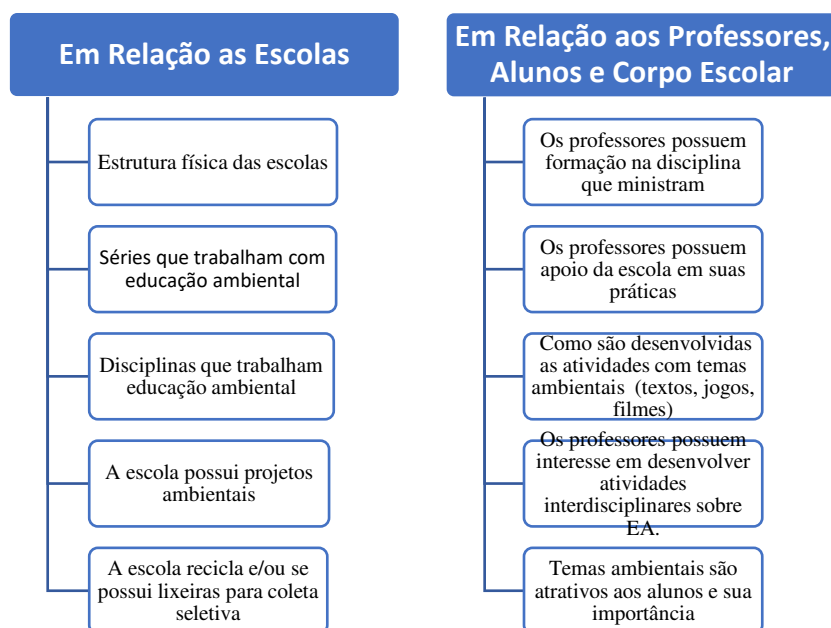 Em Relação as Escolas
Estrutura física das escolas
Séries que trabalham com
educação ambiental
Disciplinas que trabalham
educação ambiental
A escola possui projetos
ambientais
A escola recicla e/ou se
possui lixeiras para coleta
seletiva
Em Relação aos Professores,
Alunos e Corpo Escolar
Os professores possuem
formação na disciplina
que ministram
Os professores possuem
apoio da escola em suas
práticas
Como são desenvolvidas
as atividades com temas
ambientais (textos, jogos,
filmes)
Os professores possuem
interesse em desenvolver
atividades
interdisciplinares sobre
EA.
Temas ambientais são
atrativos aos alunos e sua
importância